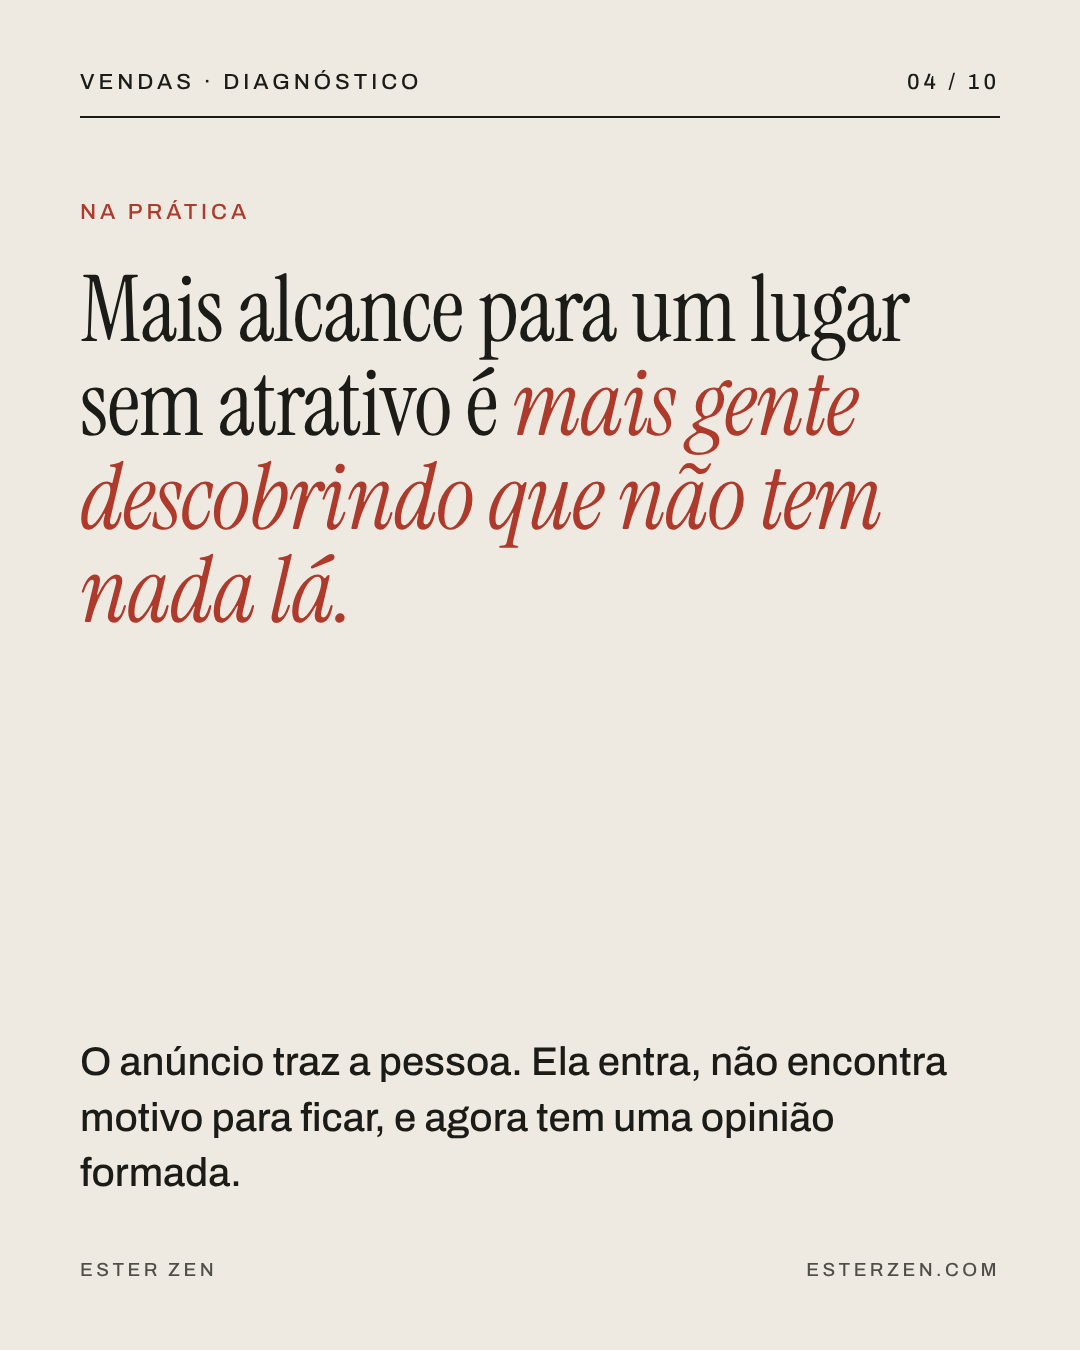 VENDAS · DIAGNÓSTICO
04 / 10
NA PRÁTICA
Mais alcance para um lugar
sem atrativo é mais gente
descobrindo que não tem
nada lá.
O anúncio traz a pessoa. Ela entra, não encontra
motivo para ficar, e agora tem uma opinião
formada.
ESTER ZEN
ESTERZEN.COM